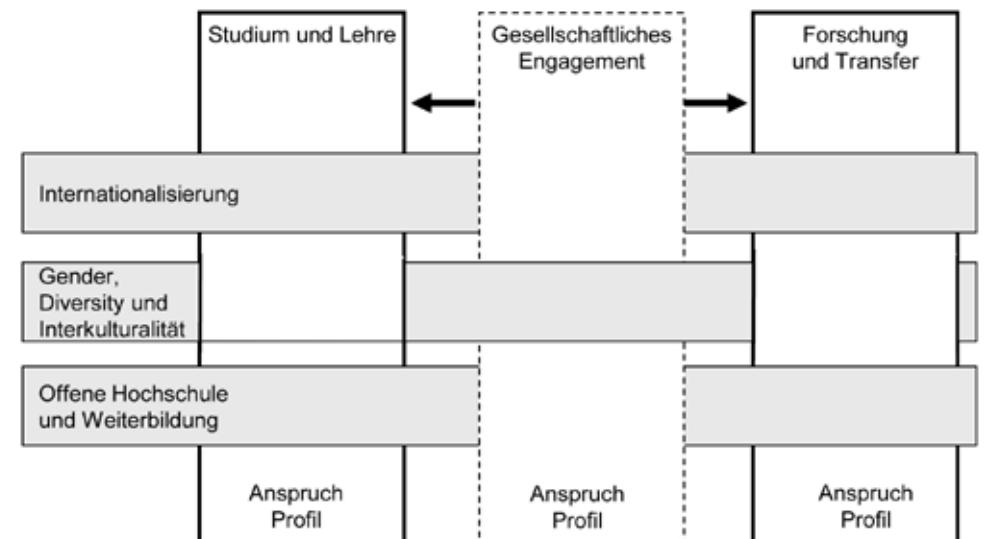 Studium und Lehre
Gesellschaftliches
Engagement
Forschung
und Transfer
Internationalisierung
Gender,
Diversity und
Interkulturalität
Offene Hochschule
und Weiterbildung
Anspruch
Profil
Anspruch
Profil
Anspruch
Profil